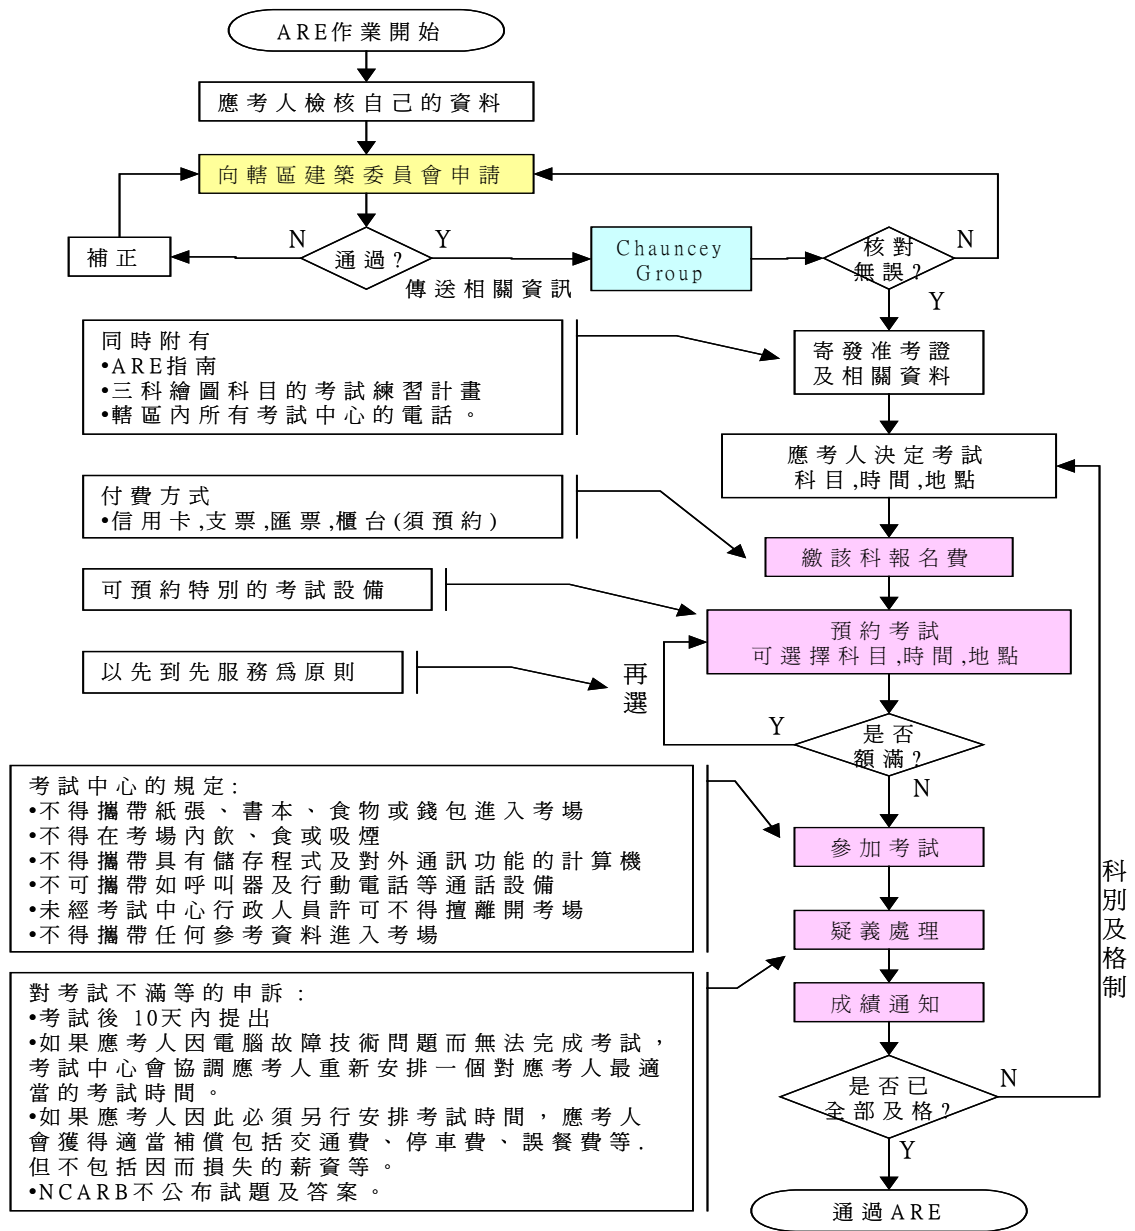 ARE作業開始
應考人檢核自己的資料
向轄區建築委員會申請
補正
N
通過?
Y
傳送相關資訊
Chauncey
Group
核對
無誤?
N
Y
同時附有
•ARE指南
•三科繪圖科目的考試練習計畫
•轄區內所有考試中心的電話。
寄發准考證
及相關資料
應考人決定考試
科目,時間,地點
付費方式
•信用卡,支票,匯票,櫃台(須預約)
繳該科報名費
可預約特別的考試設備
預約考試
可選擇科目,時間,地點
以先到先服務爲原則
再選
Y
是否
額滿?
N
考試中心的規定:
•不得攜帶紙張、書本、食物或錢包進入考場
•不得在考場內飲、食或吸煙
•不得攜帶具有儲存程式及對外通訊功能的計算機
•不可攜帶如呼叫器及行動電話等通話設備
•未經考試中心行政人員許可不得擅離開考場
•不得攜帶任何參考資料進入考場
參加考試
疑義處理
科別及格制
對考試不滿等的申訴:
•考試後 10天內提出
•如果應考人因電腦故障技術問題而無法完成考試,
考試中心會協調應考人重新安排一個對應考人最適
當的考試時間。
•如果應考人因此必須另行安排考試時間,應考人
會獲得適當補償包括交通費、停車費、誤餐費等.
但不包括因而損失的薪資等。
•NCARB不公布試題及答案。
成績通知
是否已
全部及格?
N
Y
通過ARE